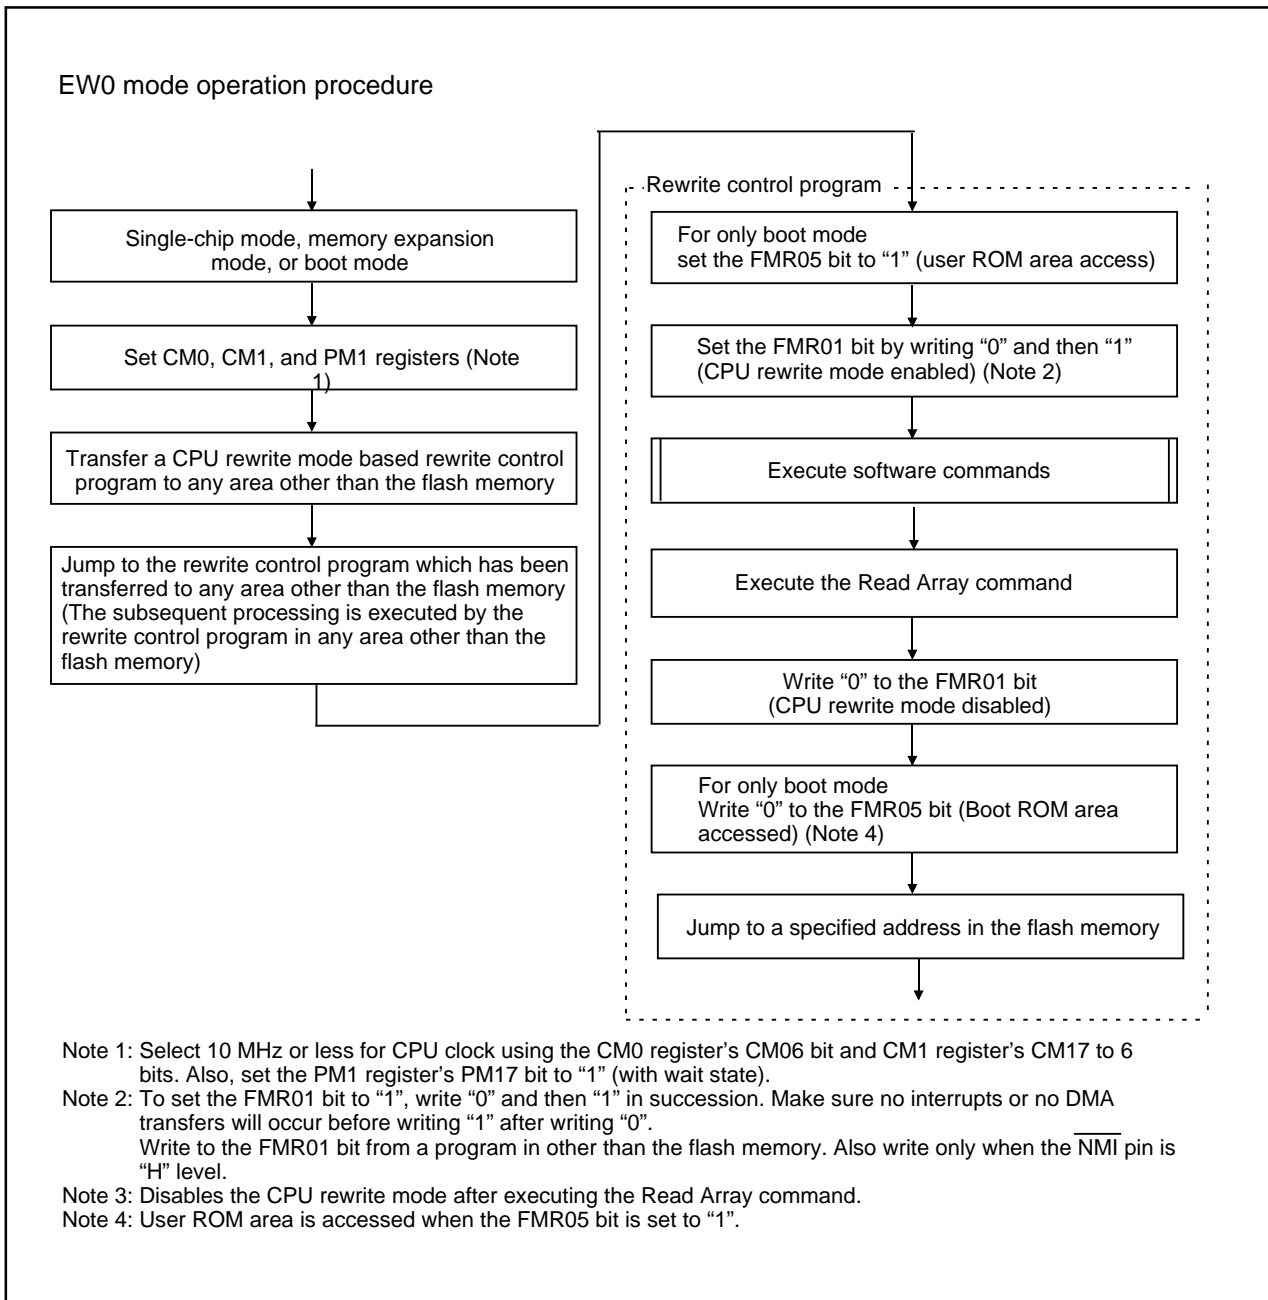 EW0 mode operation procedure
Single-chip mode, memory expansion
mode, or boot mode
Set CM0, CM1, and PM1 registers (Note
1)
Transfer a CPU rewrite mode based rewrite control
program to any area other than the flash memory
Jump to the rewrite control program which has been
transferred to any area other than the flash memory
(The subsequent processing is executed by the
rewrite control program in any area other than the
flash memory)
Rewrite control program
For only boot mode
set the FMR05 bit to “1” (user ROM area access)
Set the FMR01 bit by writing “0” and then “1”
(CPU rewrite mode enabled) (Note 2)
Execute software commands
Execute the Read Array command
Write “0” to the FMR01 bit
(CPU rewrite mode disabled)
For only boot mode
Write “0” to the FMR05 bit (Boot ROM area
accessed) (Note 4)
Jump to a specified address in the flash memory
Note 1: Select 10 MHz or less for CPU clock using the CM0 register’s CM06 bit and CM1 register’s CM17 to 6
bits. Also, set the PM1 register’s PM17 bit to “1” (with wait state).
Note 2: To set the FMR01 bit to “1”, write “0” and then “1” in succession. Make sure no interrupts or no DMA
transfers will occur before writing “1” after writing “0”.
Write to the FMR01 bit from a program in other than the flash memory. Also write only when the NMI pin is
“H” level.
Note 3: Disables the CPU rewrite mode after executing the Read Array command.
Note 4: User ROM area is accessed when the FMR05 bit is set to “1”.